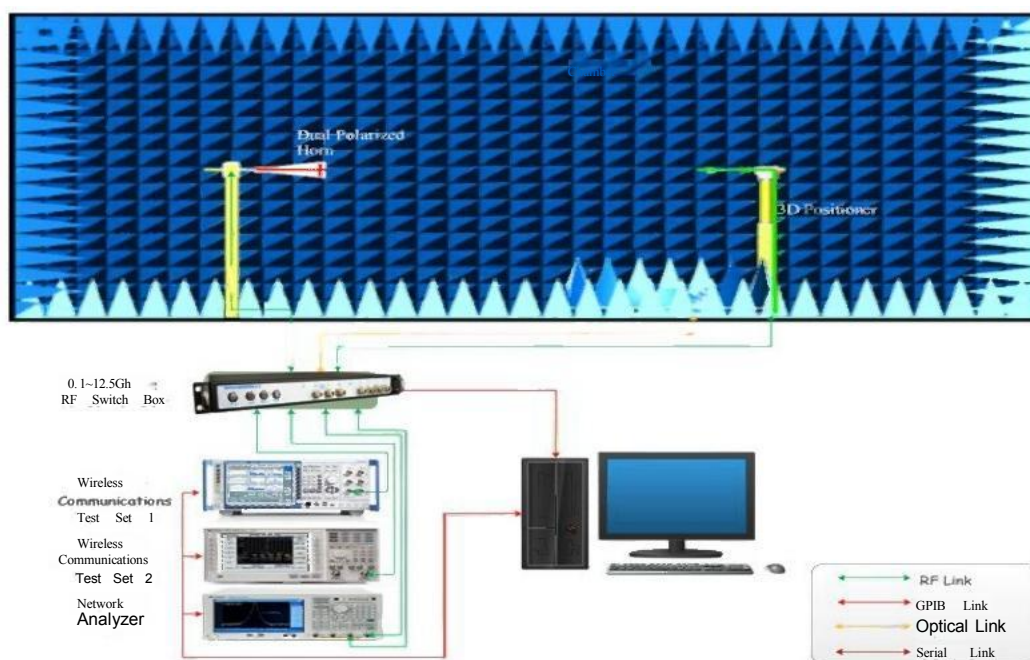 Dual Polarized
Horn
3D Positioner
0.1~12.5Gh
RF Switch Box
Wireless
Communications
Test Set 1
Wireless
Communications
Test Set 2
Network
Analyzer
RF Link
GPIB Link
Optical Link
Serial Link